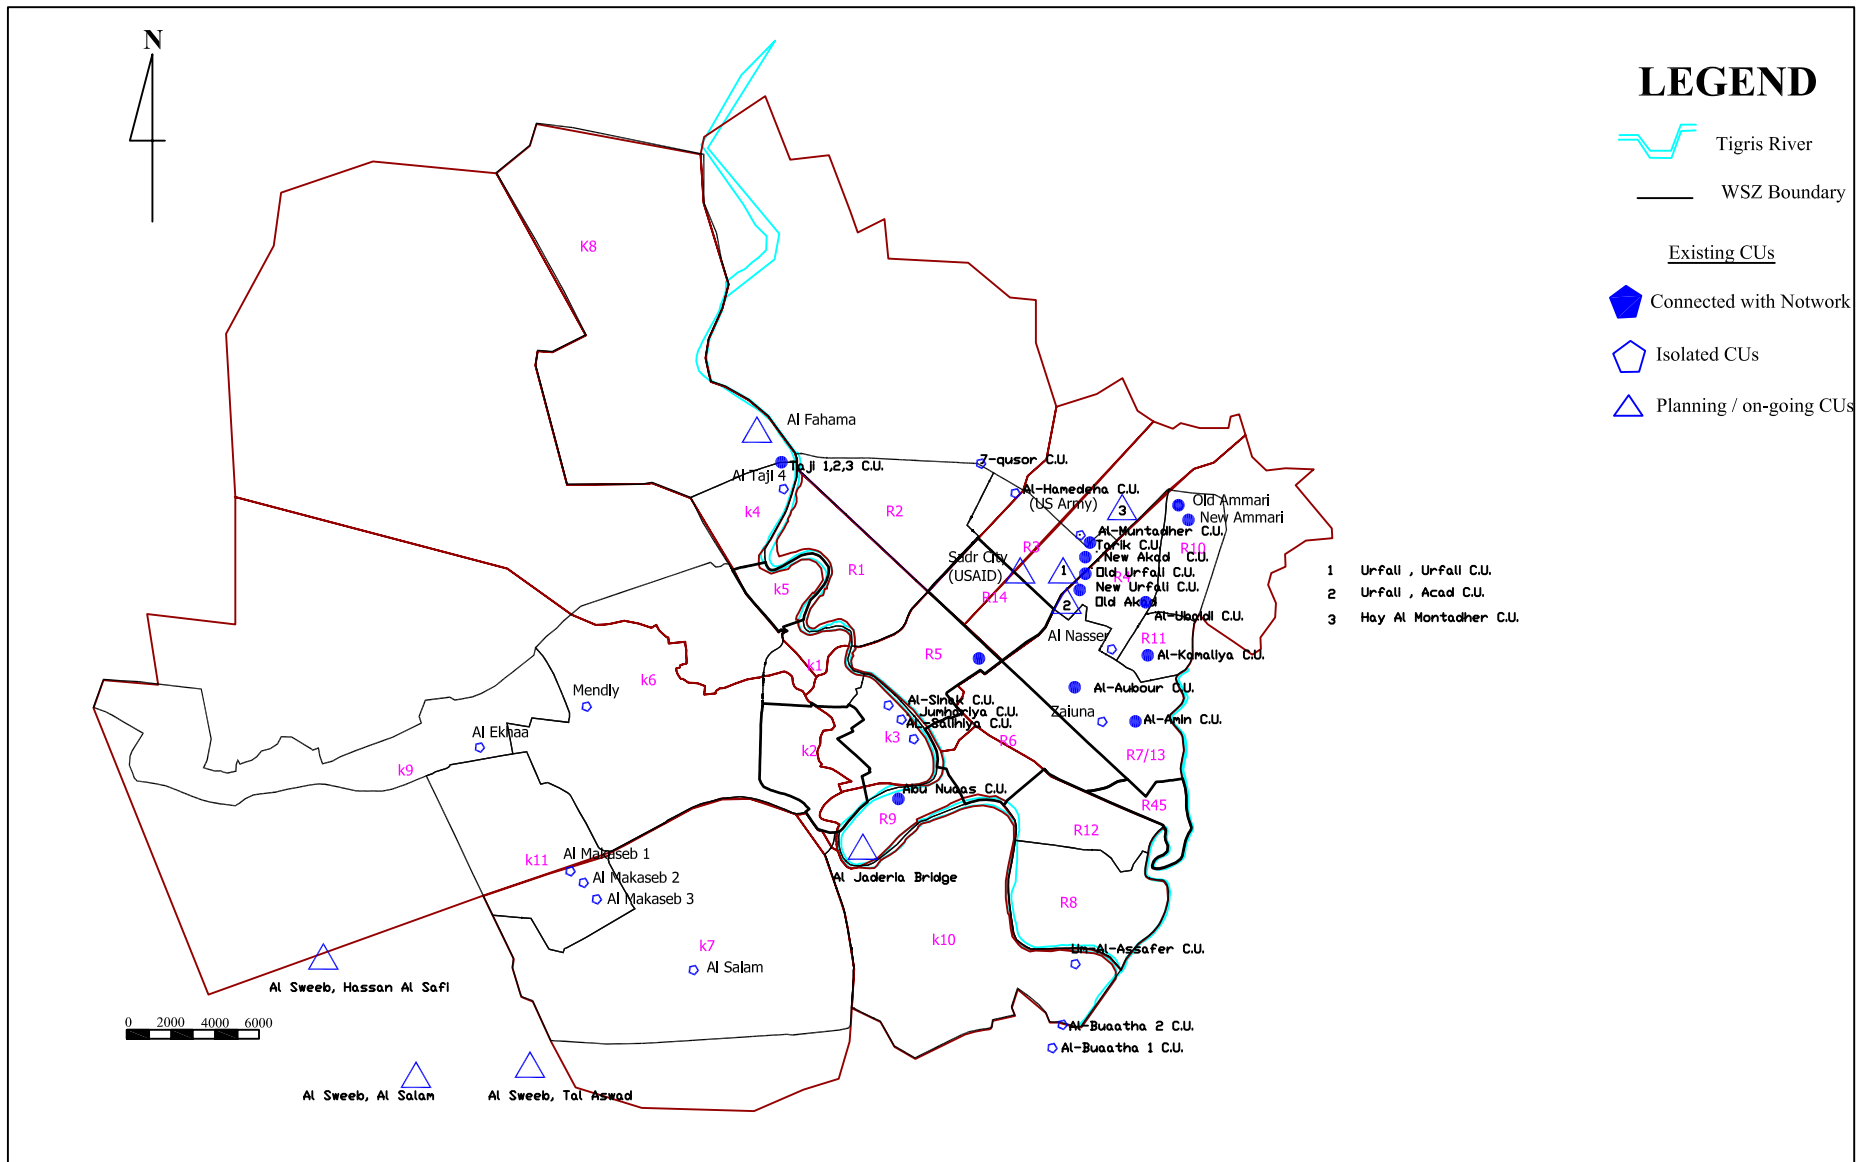 N
LEGEND
Tigris River
WSZ Boundary
Existing CUs
Connected with Notwork
Isolated CUs
Planning / on-going CUs
K8
Al Fahama
Taji 1,2,3 C.U.
Al Taji 4
7-qusor C.U.
Al-Hamedena C.U.
(US Army)
k4
R2
3
Old Ammari
New Ammari
Al-Muntadher C.U.
Tarik C.U.
R3
R10
Sadr City
(USAID)
New Akad C.U.
R1
1
Old Urfali C.U.
R4
k5
New Urfali C.U.
R14
2
Old Akad
Al-Ubaidi C.U.
Al Nasser
R11
R5
Al-Kamaliya C.U.
k1
k6
Mendly
Al-Aubour C.U.
Al-Sinak C.U.
Jumhoriya C.U.
Zaiuna
Al-Amin C.U.
AL-Salihiya C.U.
Al Ekhaa
k3
R6
k2
R7/13
k9
Abu Nuaas C.U.
R45
R9
R12
Al Makaseb 1
k11
Al Makaseb 2
Al Jaderia Bridge
Al Makaseb 3
R8
k10
k7
Um-Al-Assafer C.U.
Al Salam
Al Sweeb, Hassan Al Safi
0 2000 4000 6000
Al-Buaatha 2 C.U.
Al-Buaatha 1 C.U.
Al Sweeb, Al Salam
Al Sweeb, Tal Aswad
1 Urfali , Urfali C.U.
2 Urfali , Acad C.U.
3 Hay Al Montadher C.U.